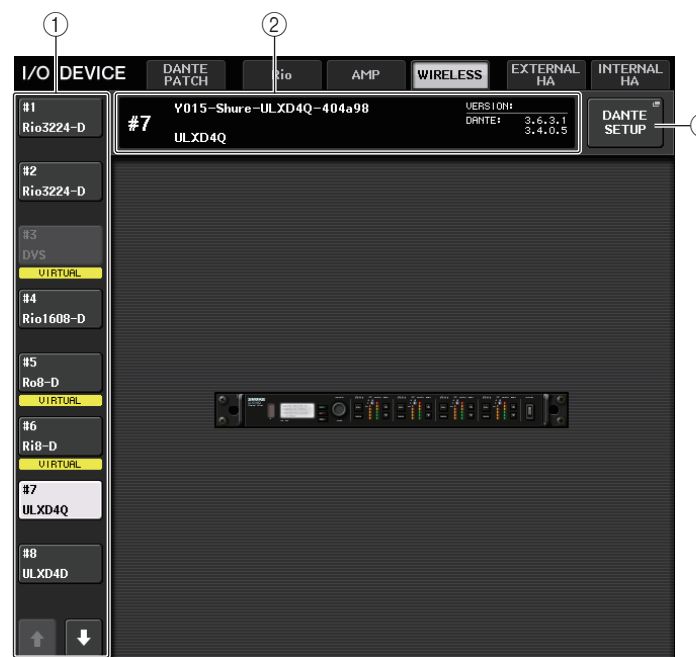 ① ②
I/O DEVICE
DANTE PATCH
Rio
AMP
WIRELESS
EXTERNAL HA
INTERNAL HA
#1
Rio3224-D
#2
Rio3224-D
#3
DVS
VIRTUAL
#4
Rio1608-D
#5
Ro8-D
VIRTUAL
#6
Ri8-D
VIRTUAL
#7
ULXD4Q
#8
ULXD4D
#7
Y015-Shure-ULXD4Q-404a98
ULXD4Q
VERSION:
DANTE: 3.6.3.1
3.4.0.5
DANTE
SETUP